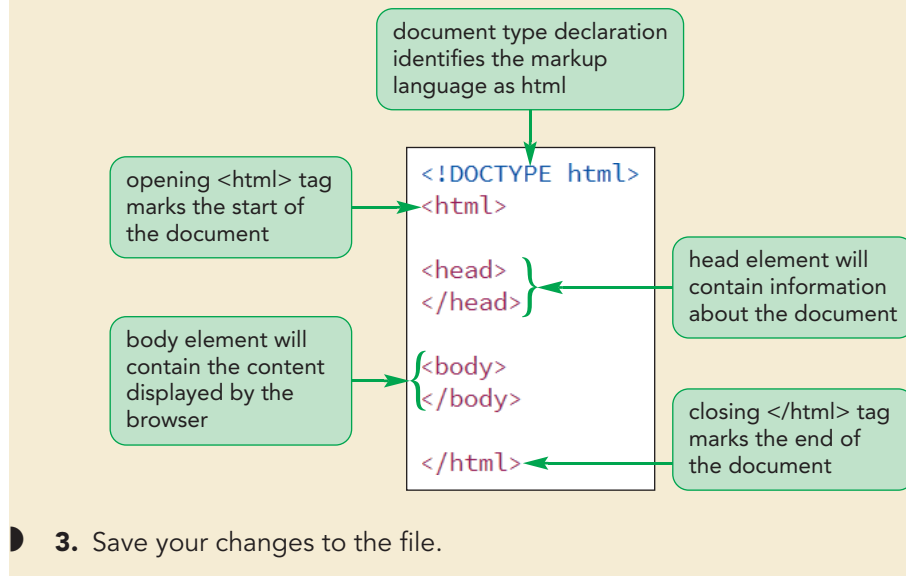 document type declaration
identifies the markup
language as html
<!DOCTYPE html>
opening <html> tag
marks the start of
the document
<html>
<head>
</head>
head element will
contain information
about the document
body element will
contain the content
displayed by the
browser
<body>
</body>
closing </html> tag
marks the end of
the document
</html>
3. Save your changes to the file.